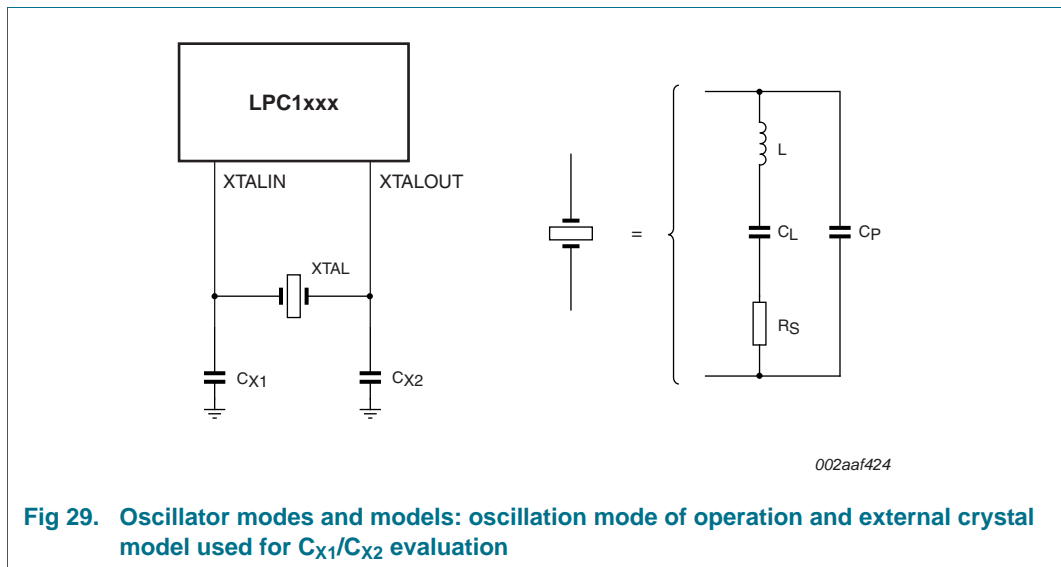 LPC1xxx
XTALIN
XTALOUT
XTAL
CX1
CX2
=
L
CL
CP
RS
002aaf424
Fig 29. Oscillator modes and models: oscillation mode of operation and external crystal
model used for CX1/CX2 evaluation